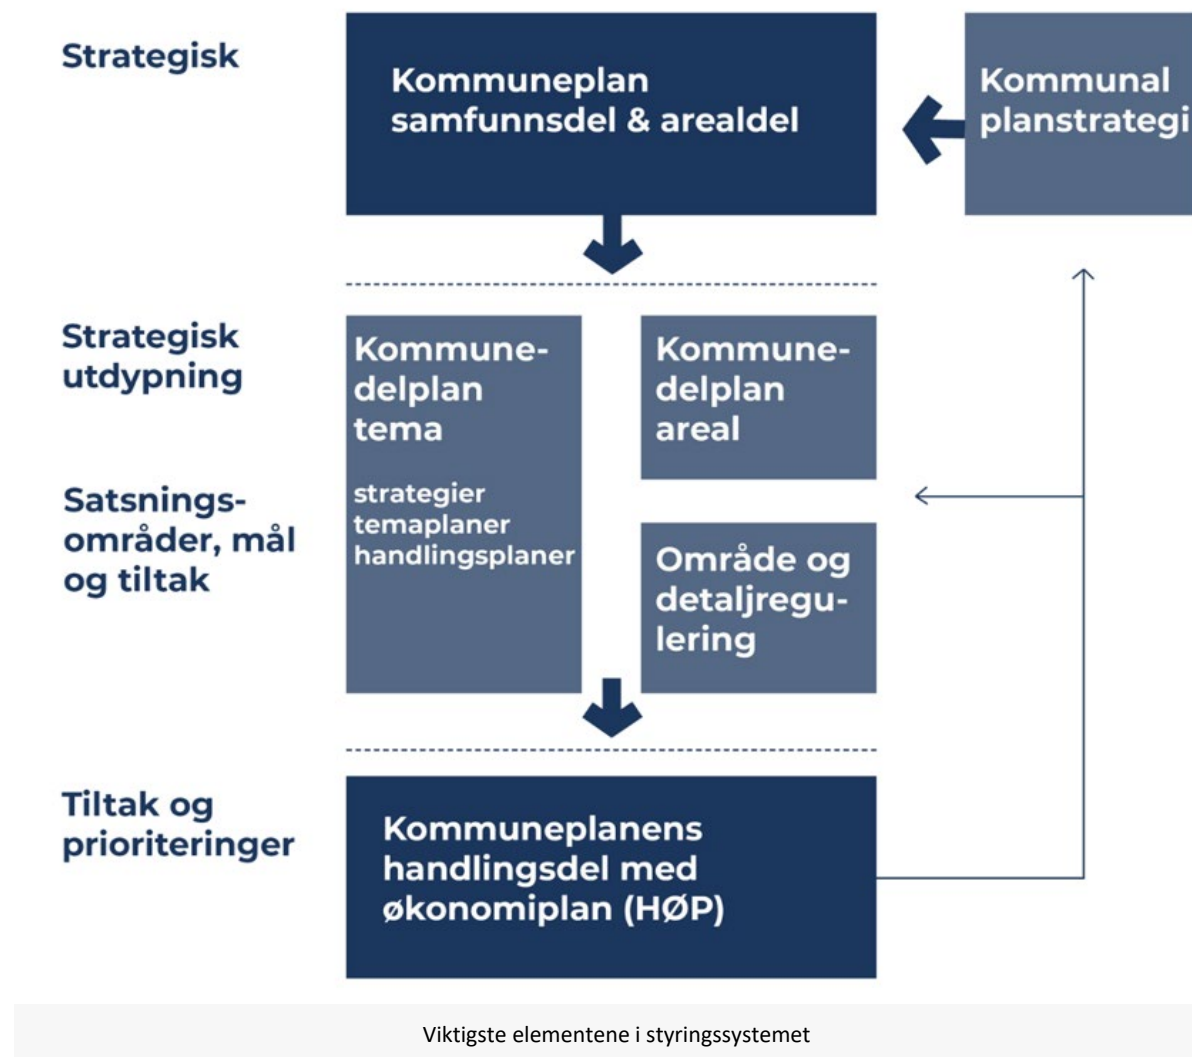 Strategisk
Kommuneplan
samfunnsdel & arealdel
Kommunal
planstrategi
Strategisk
utdypning
Kommune-
delplan
tema
strategier
temaplaner
handlingsplaner
Kommune-
delplan
areal
Satsnings-
områder, mål
og tiltak
Område og
detaljregu-
lering
Tiltak og
prioriteringer
Kommuneplanens
handlingsdel med
økonomiplan (HØP)
Viktigste elementene i styringssystemet